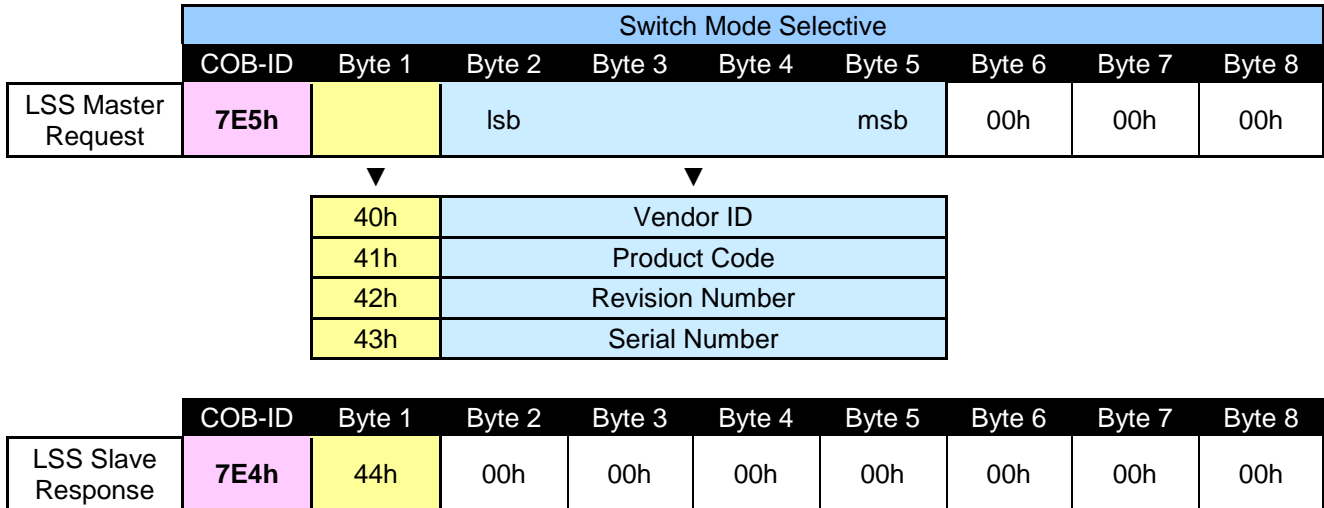 Switch Mode Selective
COB-ID Byte 1 Byte 2 Byte 3 Byte 4 Byte 5 Byte 6 Byte 7 Byte 8
LSS Master
Request
7E5h lsb msb 00h 00h 00h
▼ ▼
40h Vendor ID
41h Product Code
42h Revision Number
43h Serial Number
COB-ID Byte 1 Byte 2 Byte 3 Byte 4 Byte 5 Byte 6 Byte 7 Byte 8
LSS Slave
Response
7E4h 44h 00h 00h 00h 00h 00h 00h 00h